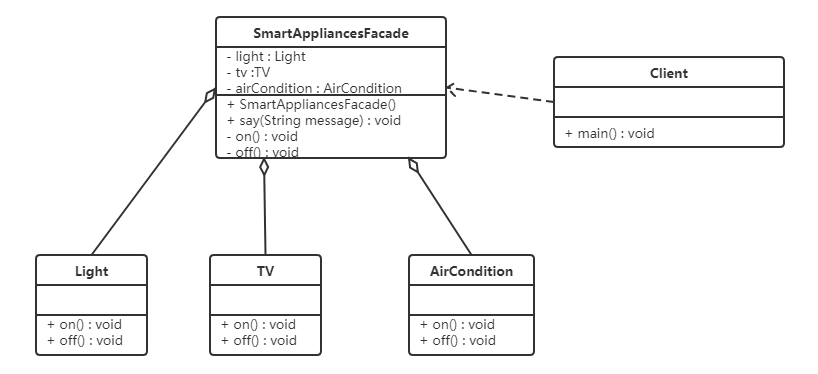 SmartAppliancesFacade
- light : Light
- tv :TV
- airCondition : AirCondition
+ SmartAppliancesFacade()
+ say(String message) : void
- on() : void
- off() : void
Client
+ main() : void
Light
+ on() : void
+ off() : void
TV
+ on() : void
+ off() : void
AirCondition
+ on() : void
+ off() : void